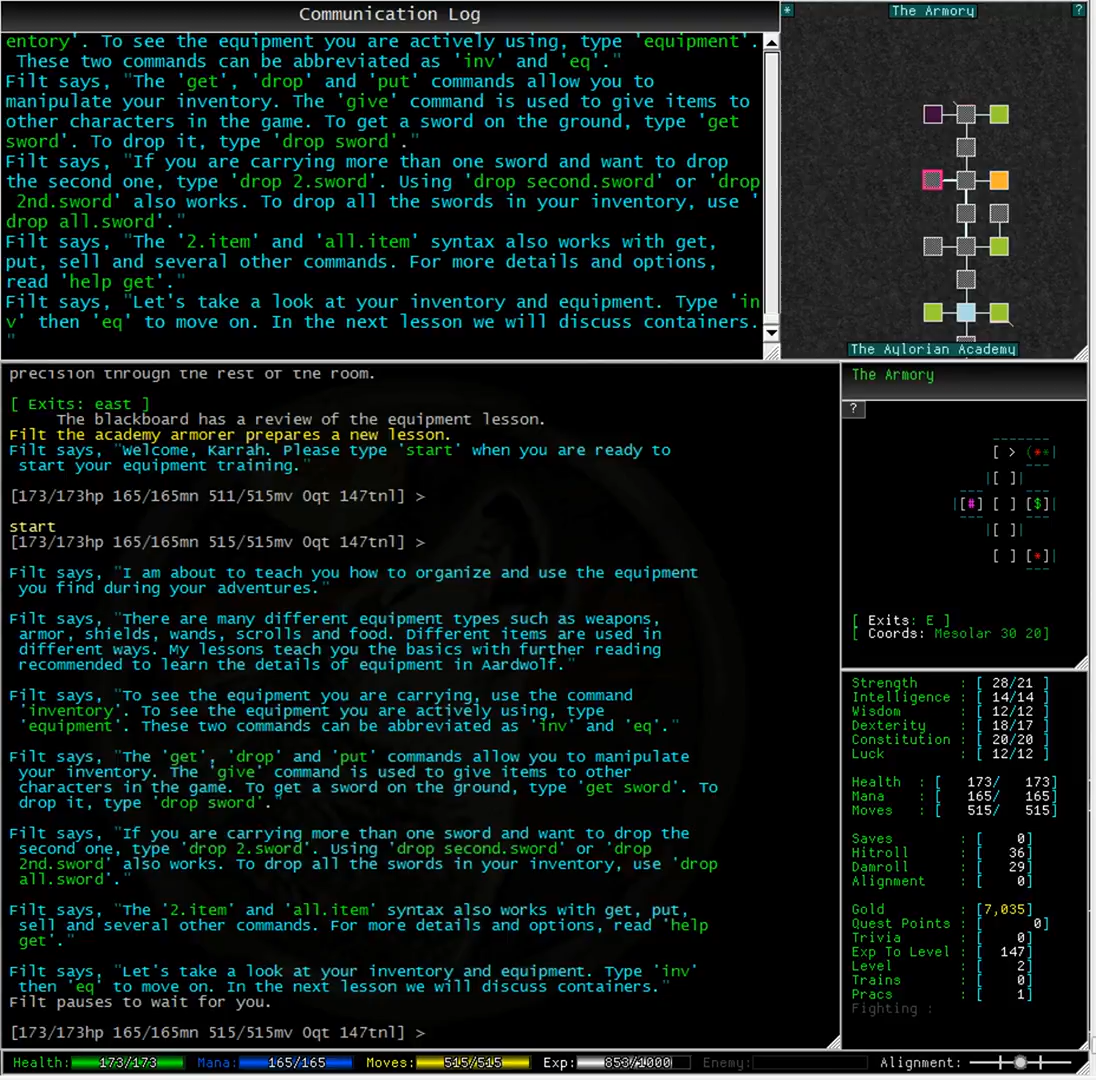 Communication Log
entory'. To see the equipment you are actively using, type 'equipment'.
These two commands can be abbreviated as 'inv' and 'eq'."
Filt says, "The 'get', 'drop' and 'put' commands allow you to
manipulate your inventory. The 'give' command is used to give items to
other characters in the game. To get a sword on the ground, type 'get
sword'. To drop it, type 'drop sword'."
Filt says, "If you are carrying more than one sword and want to drop
the second one, type 'drop 2.sword'. Using 'drop second.sword' or 'drop
2nd.sword' also works. To drop all the swords in your inventory, use '
drop all.sword'."
Filt says, "The '2.item' and 'all.item' syntax also works with get,
put, sell and several other commands. For more details and options,
read 'help get'."
Filt says, "Let's take a look at your inventory and equipment. Type 'in
v' then 'eq' to move on. In the next lesson we will discuss containers.
"
* The Armory ?
The Aylorian Academy
precision through the rest of the room.
[ Exits: east ]
The blackboard has a review of the equipment lesson.
Filt the academy armorer prepares a new lesson.
Filt says, "Welcome, Karrah. Please type 'start' when you are ready to
start your equipment training."
[173/173hp 165/165mn 511/515mv 0qt 147tnl] >
start
[173/173hp 165/165mn 515/515mv 0qt 147tnl] >
Filt says, "I am about to teach you how to organize and use the equipment
you find during your adventures."
Filt says, "There are many different equipment types such as weapons,
armor, shields, wands, scrolls and food. Different items are used in
different ways. My lessons teach you the basics with further reading
recommended to learn the details of equipment in Aardwolf."
Filt says, "To see the equipment you are carrying, use the command
'inventory'. To see the equipment you are actively using, type
'equipment'. These two commands can be abbreviated as 'inv' and 'eq'."
Filt says, "The 'get', 'drop' and 'put' commands allow you to manipulate
your inventory. The 'give' command is used to give items to other
characters in the game. To get a sword on the ground, type 'get sword'. To
drop it, type 'drop sword'."
Filt says, "If you are carrying more than one sword and want to drop the
second one, type 'drop 2.sword'. Using 'drop second.sword' or 'drop
2nd.sword' also works. To drop all the swords in your inventory, use 'drop
all.sword'."
Filt says, "The '2.item' and 'all.item' syntax also works with get, put,
sell and several other commands. For more details and options, read 'help
get'."
Filt says, "Let's take a look at your inventory and equipment. Type 'inv'
then 'eq' to move on. In the next lesson we will discuss containers."
Filt pauses to wait for you.
[173/173hp 165/165mn 515/515mv 0qt 147tnl] >
The Armory
?
[ > (**|
|[ ]|
|[#] [ ] [$]|
|[ ]|
[ ] [*]|
[ Exits: E ]
[ Coords: Mesolar 30 20]
Strength : [ 28/21 ]
Intelligence : [ 14/14 ]
Wisdom : [ 12/12 ]
Dexterity : [ 18/17 ]
Constitution : [ 20/20 ]
Luck : [ 12/12 ]
Health : [ 173/ 173]
Mana : [ 165/ 165]
Moves : [ 515/ 515]
Saves : [ 0]
Hitroll : [ 36]
Damroll : [ 29]
Alignment : [ 0]
Gold : [7,035]
Quest Points : [ 0]
Trivia : [ 0]
Exp To Level : [ 147]
Level : [ 2]
Trains : [ 0]
Pracs : [ 1]
Fighting :
Health: 173/173 Mana: 165/165 Moves: 515/515 Exp: 853/1000 Enemy: Alignment: